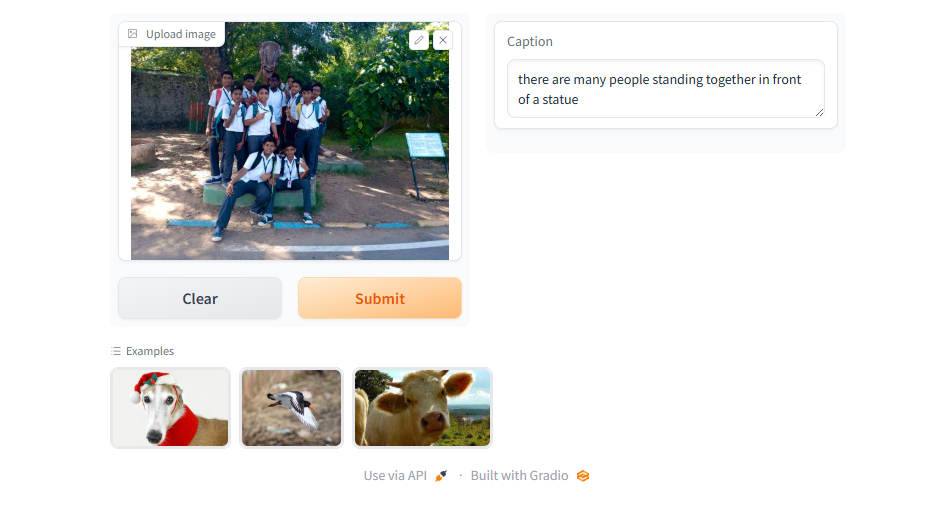 Upload image
Caption
there are many people standing together in front
of a statue
Clear
Submit
Examples
Use via API
·
Built with Gradio